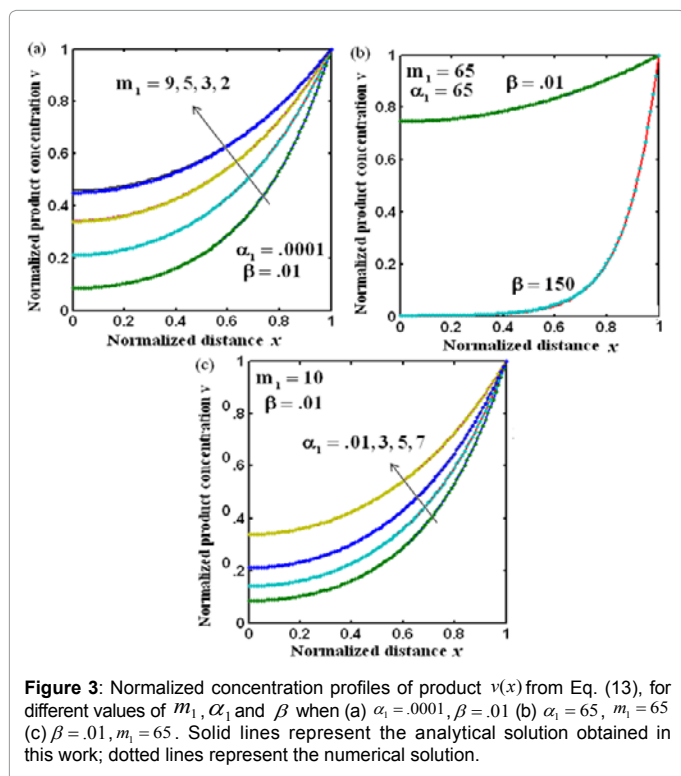 (a)
Normalized product concentration v
1
0.8
0.6
0.4
0.2
0
m₁ = 9, 5, 3, 2
α₁ = .0001
β = .01
0 0.2 0.4 0.6 0.8 1
Normalized distance x
(b)
Normalized product concentration v
1
0.8
0.6
0.4
0.2
0
m₁ = 65
α₁ = 65
β = .01
β = 150
0 0.2 0.4 0.6 0.8 1
Normalized distance x
(c)
Normalized product concentration v
1
0.8
0.6
0.4
0.2
0
m₁ = 10
β = .01
α₁ = .01, 3, 5, 7
0 0.2 0.4 0.6 0.8 1
Normalized distance x
Figure 3: Normalized concentration profiles of product v(x) from Eq. (13), for
different values of m₁, α₁ and β when (a) α₁ = .0001, β = .01 (b) α₁ = 65, m₁ = 65
(c) β = .01, m₁ = 65. Solid lines represent the analytical solution obtained in
this work; dotted lines represent the numerical solution.